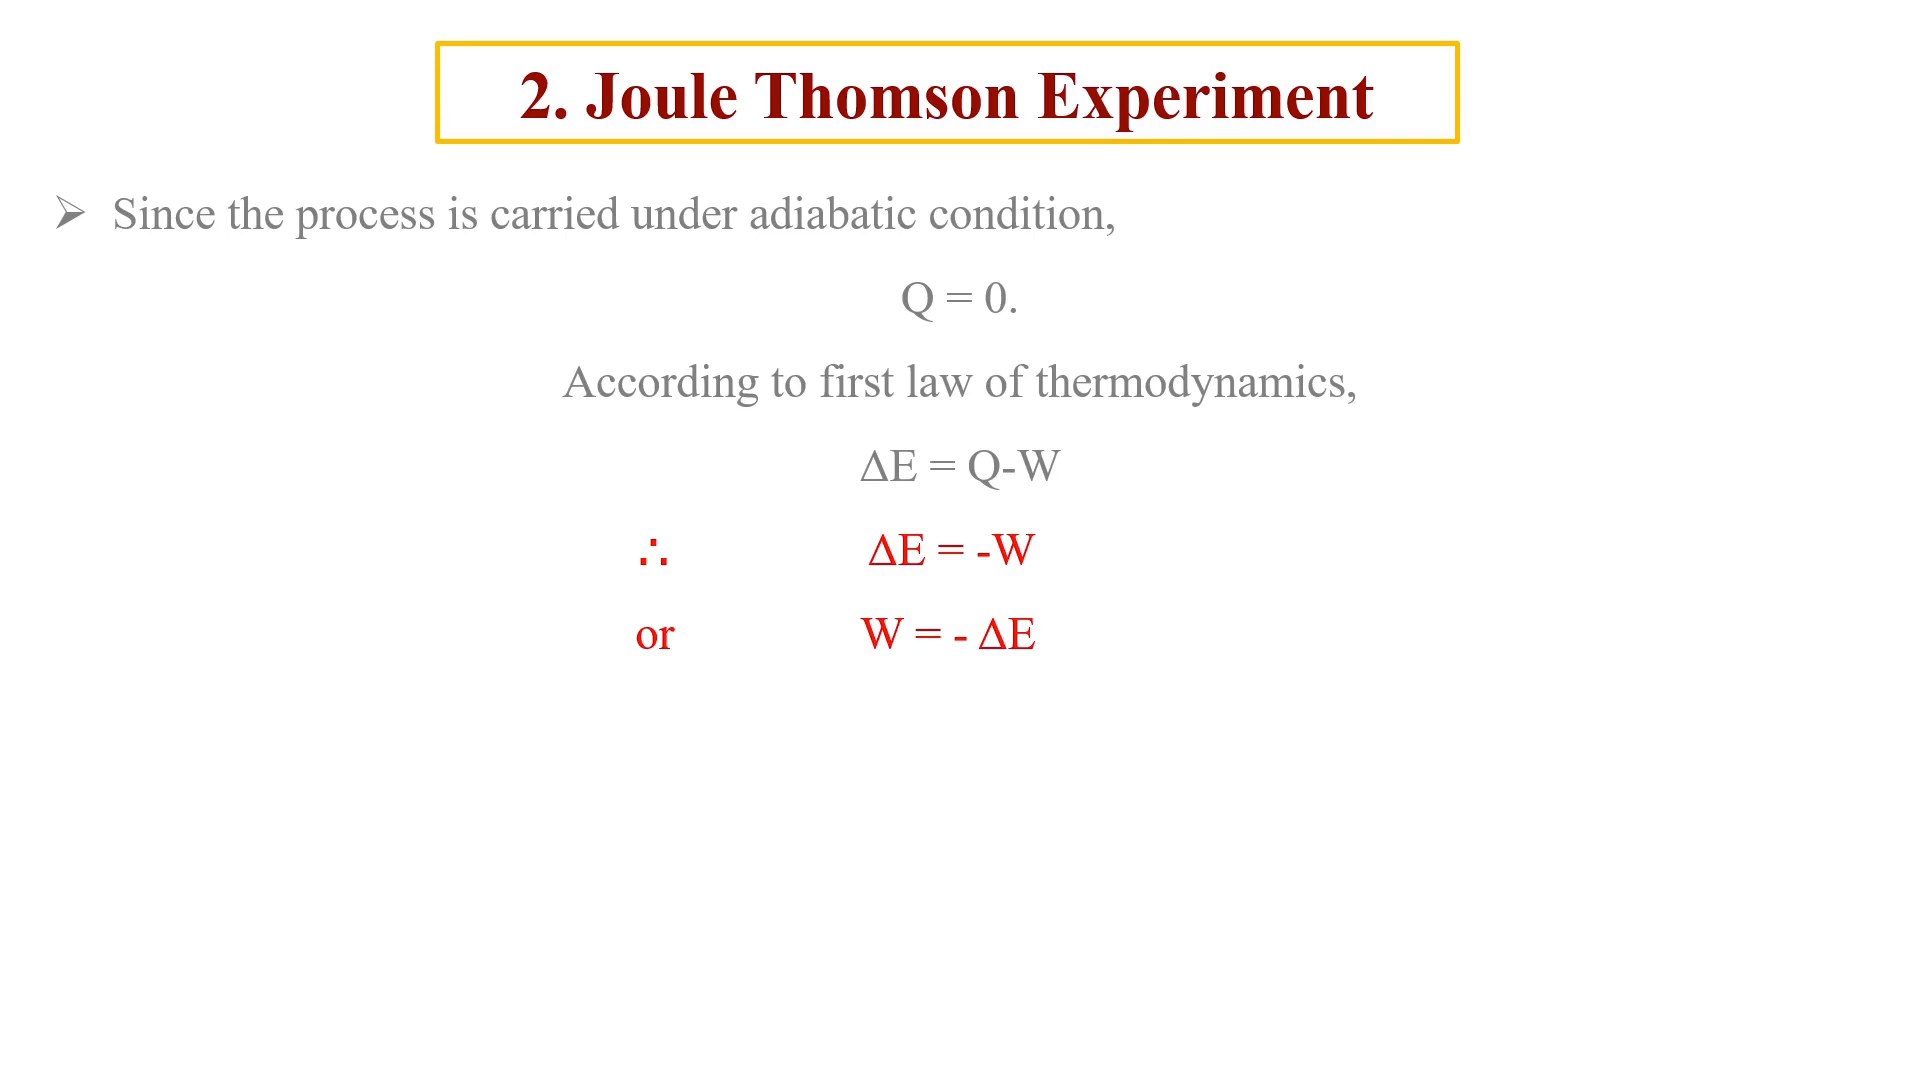 2. Joule Thomson Experiment
➢ Since the process is carried under adiabatic condition,
Q = 0.
According to first law of thermodynamics,
ΔE = Q-W
∴ ΔE = -W
or W = - ΔE